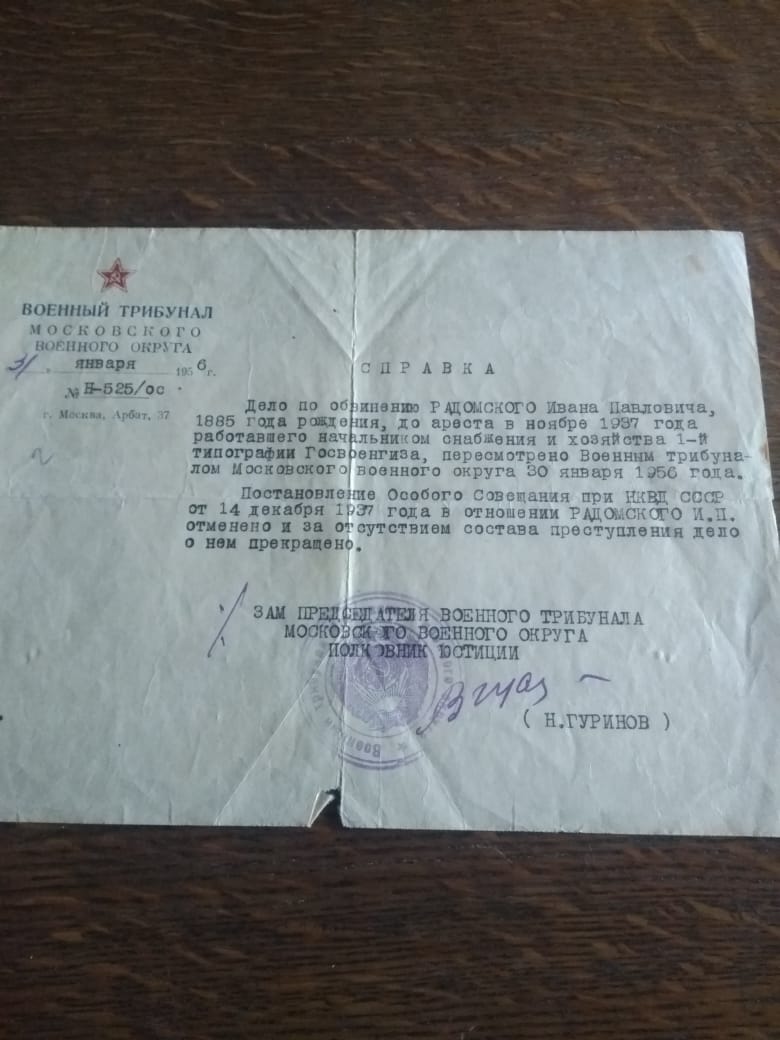 ВОЕННЫЙ ТРИБУНАЛ
МОСКОВСКОГО
ВОЕННОГО ОКРУГА
31 " января 1956 г.
№ Н-525/ос
г. Москва, Арбат, 37
СПРАВКА
Дело по обвинению РАДОМСКОГО Ивана Павловича,
1885 года рождения, до ареста в ноябре 1937 года
работавшего начальником снабжения и хозяйства 1-й
типографии Госвоенгиза, пересмотрено Военным трибуна-
лом Московского военного округа 30 января 1956 года.
Постановление Особого Совещания при НКВД СССР
от 14 декабря 1937 года в отношении РАДОМСКОГО И.П.
отменено и за отсутствием состава преступления дело
о нем прекращено.
ЗАМ ПРЕДСЕДАТЕЛЯ ВОЕННОГО ТРИБУНАЛА
МОСКОВСКОГО ВОЕННОГО ОКРУГА
ПОЛКОВНИК ЮСТИЦИИ
( Н.ГУРИНОВ )